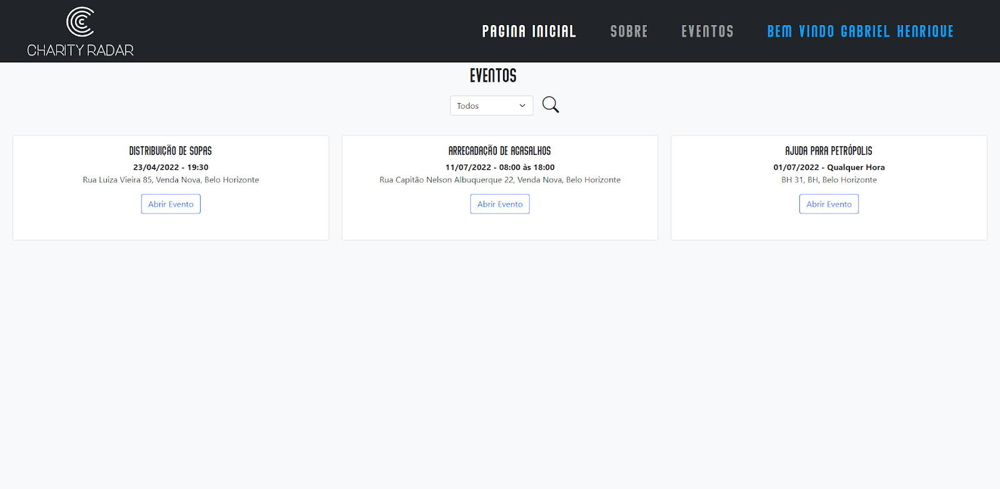 CHARITY RADAR
PAGINA INICIAL SOBRE EVENTOS BEM VINDO GABRIEL HENRIQUE
EVENTOS
Todos
DISTRIBUIÇÃO DE SOPAS
23/04/2022 - 19:30
Rua Luiza Vieira 85, Venda Nova, Belo Horizonte
Abrir Evento
ARRECADAÇÃO DE AGASALHOS
11/07/2022 - 08:00 às 18:00
Rua Capitão Nelson Albuquerque 22, Venda Nova, Belo Horizonte
Abrir Evento
AJUDA PARA PETRÓPOLIS
01/07/2022 - Qualquer Hora
BH 31, BH, Belo Horizonte
Abrir Evento